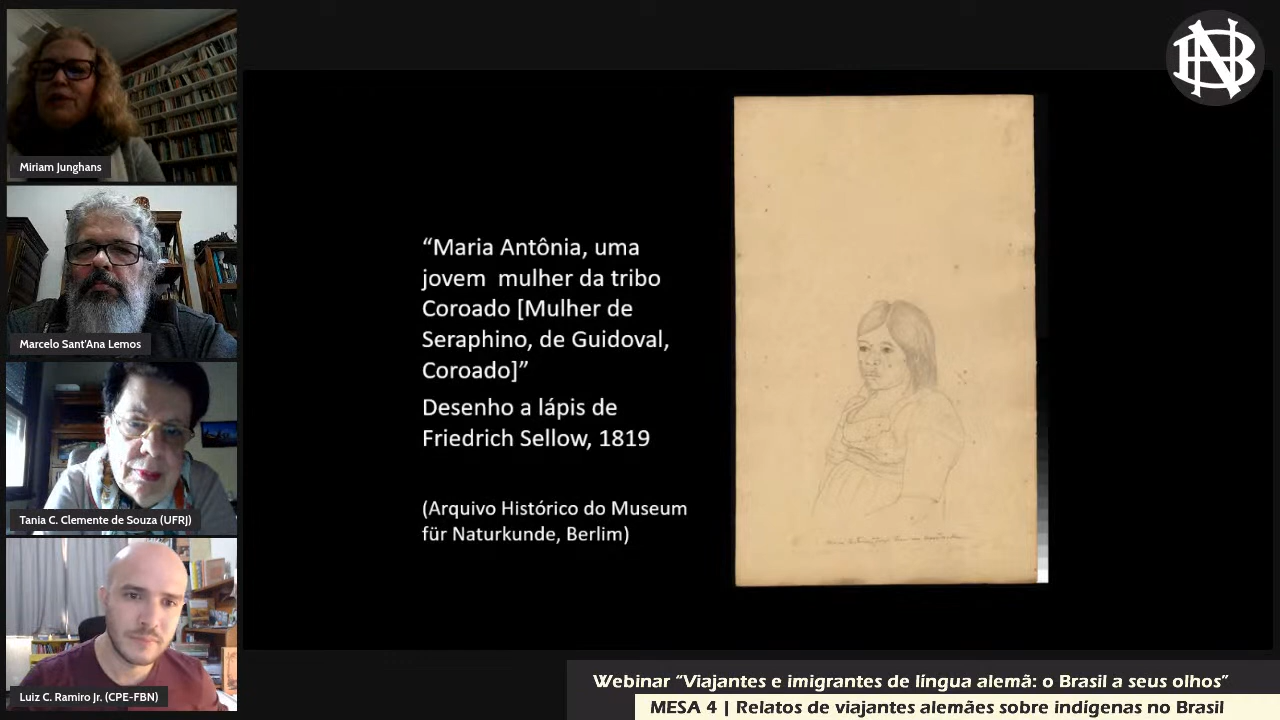 Miriam Junghans
Marcelo Sant'Ana Lemos
Tania C. Clemente de Souza (UFRJ)
Luiz C. Ramiro Jr. (CPE-FBN)
“Maria Antônia, uma
jovem mulher da tribo
Coroado [Mulher de
Seraphino, de Guidoval,
Coroado]”
Desenho a lápis de
Friedrich Sellow, 1819
(Arquivo Histórico do Museum
für Naturkunde, Berlim)
BN
Webinar “Viajantes e imigrantes de língua alemã: o Brasil a seus olhos”
MESA 4 | Relatos de viajantes alemães sobre indígenas no Brasil